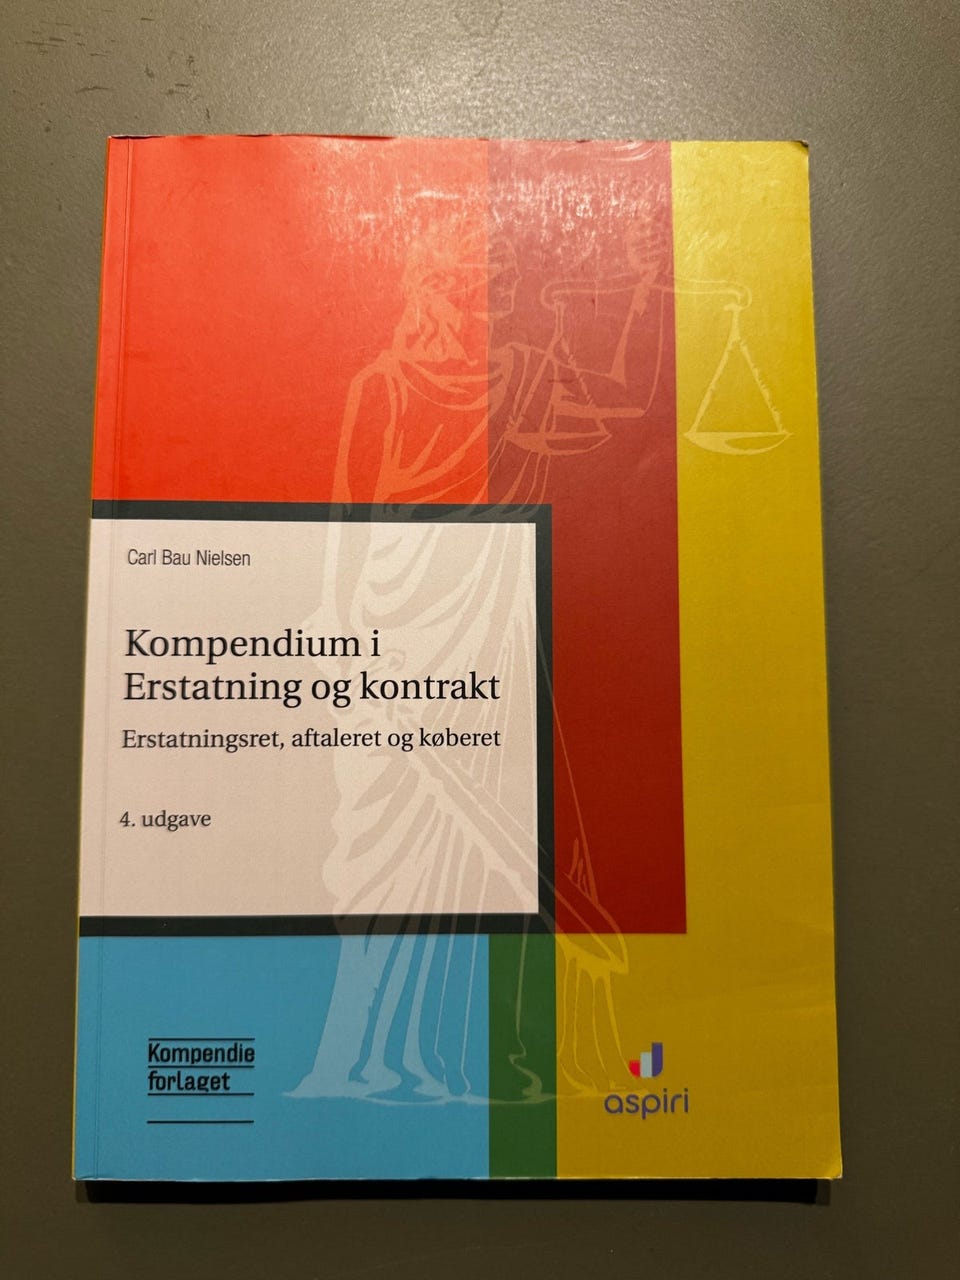 Carl Bau Nielsen
Kompendium i
Erstatning og kontrakt
Erstatningsret, aftaleret og køberet
4. udgave
Kompendie
forlaget
aspiri